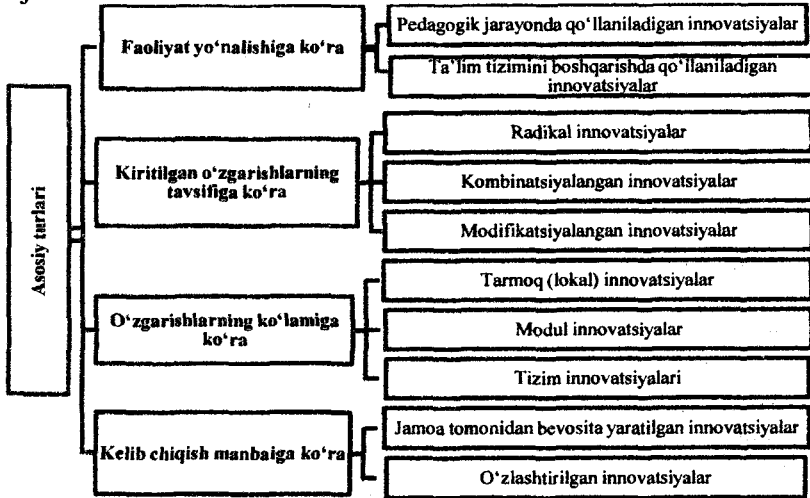 Asosiy turlari
Faoliyat yo‘nalishiga ko‘ra
Pedagogik jarayonda qo‘llaniladigan innovatsiyalar
Ta’lim tizimini boshqarishda qo‘llaniladigan
innovatsiyalar
Kiritilgan o‘zgarishlarning
tavsifiga ko‘ra
Radikal innovatsiyalar
Kombinatsiyalangan innovatsiyalar
Modifikatsiyalangan innovatsiyalar
O‘zgarishlarning ko‘lamiga
ko‘ra
Tarmoq (lokal) innovatsiyalar
Modul innovatsiyalar
Tizim innovatsiyalari
Kelib chiqish manbaiga ko‘ra
Jamoa tomonidan bevosita yaratilgan innovatsiyalar
O‘zlashtirilgan innovatsiyalar